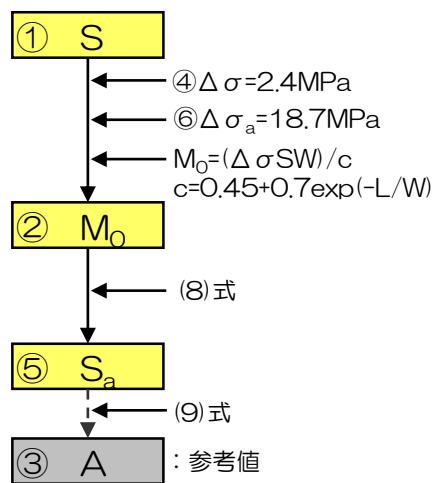 ① S
④Δσ=2.4MPa
⑥Δσa=18.7MPa
M0=(ΔσSW)/c
c=0.45+0.7exp(-L/W)
② M0
(8)式
⑤ Sa
(9)式
③ A :参考値